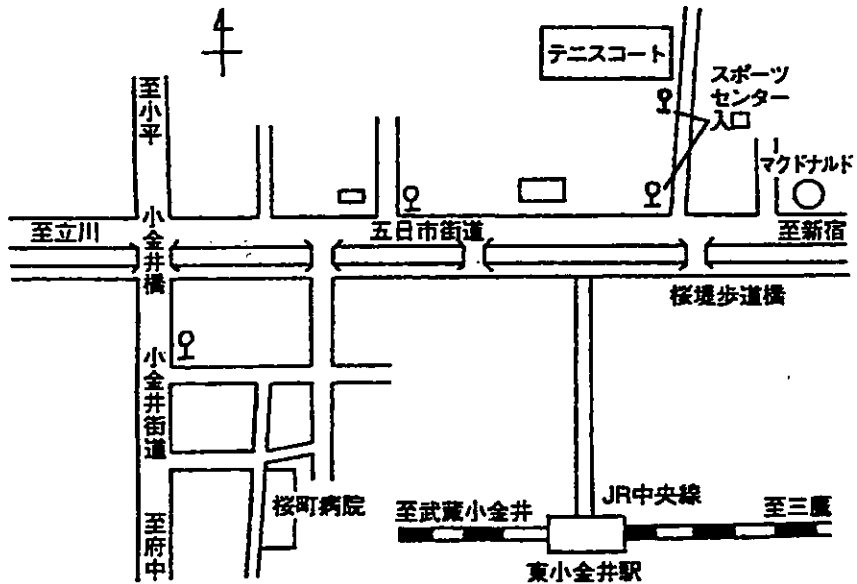 テニスコート
スポーツ
センター
入口
マクドナルド
至小平
至立川
小金井橋
五日市街道
至新宿
桜堤歩道橋
小金井街道
桜町病院
至武蔵小金井
JR中央線
至三鷹
至府中
東小金井駅